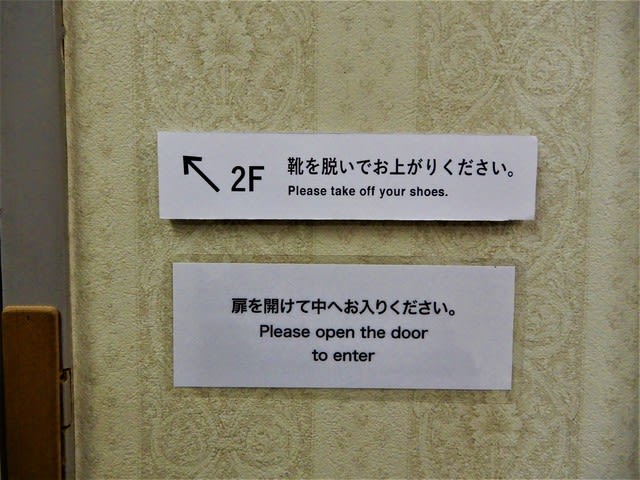 ↖ 2F 靴を脱いでお上がりください。
Please take off your shoes.
扉を開けて中へお入りください。
Please open the door
to enter